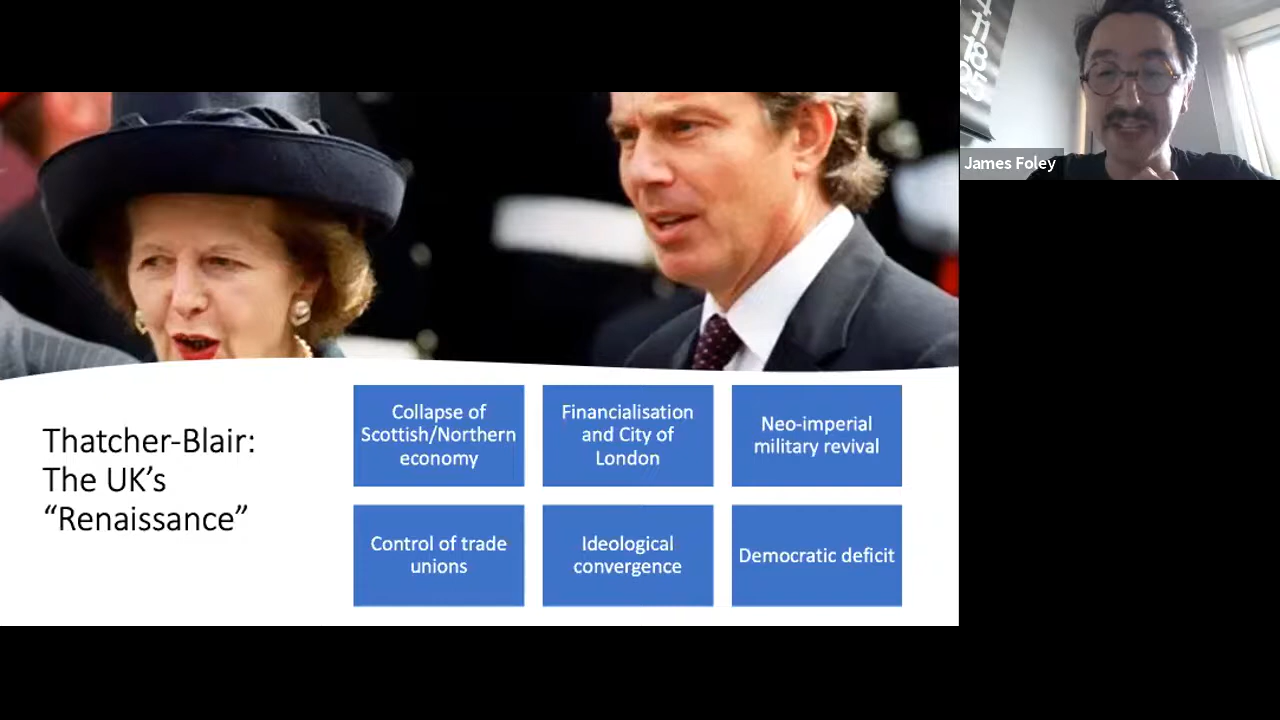 James Foley
Thatcher-Blair:
The UK’s
“Renaissance”
Collapse of
Scottish/Northern
economy
Financialisation
and City of
London
Neo-imperial
military revival
Control of trade
unions
Ideological
convergence
Democratic deficit